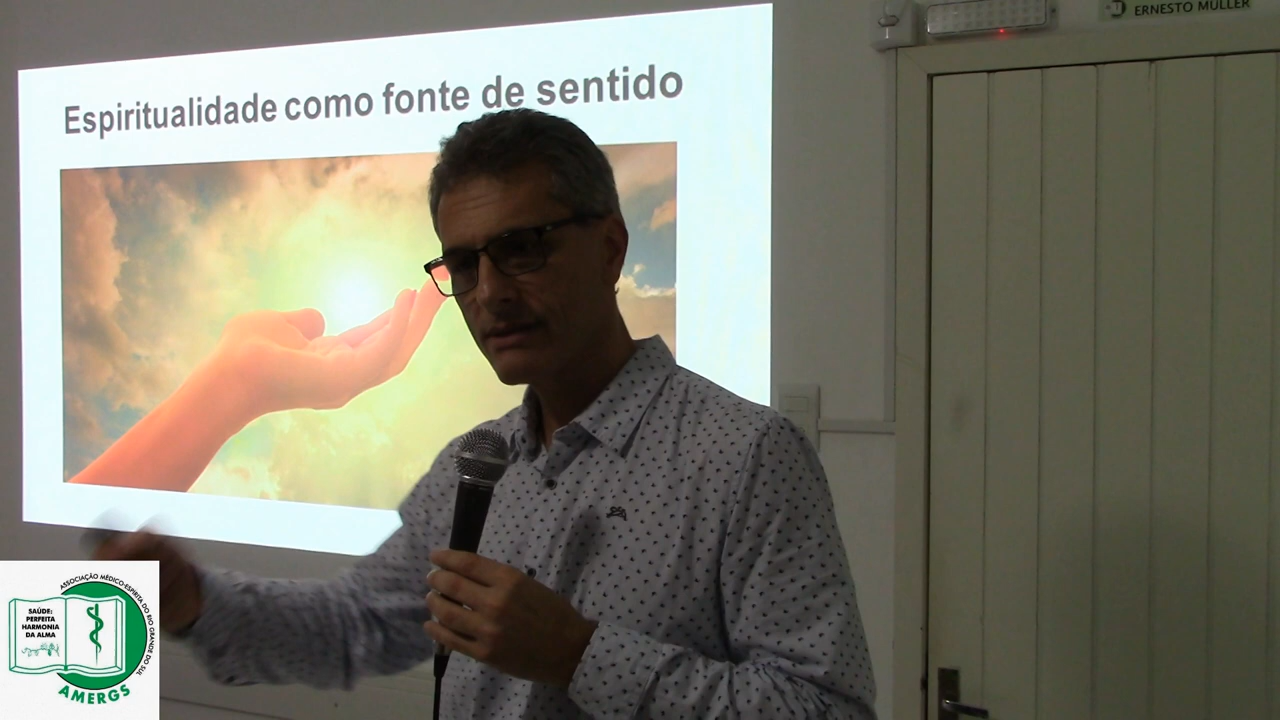 Espiritualidade como fonte de sentido
ERNESTO MÜLLER
ASSOCIAÇÃO MÉDICO-ESPÍRITA DO RIO GRANDE DO SUL
SAÚDE:
PERFEITA
HARMONIA
DA ALMA
AMERGS